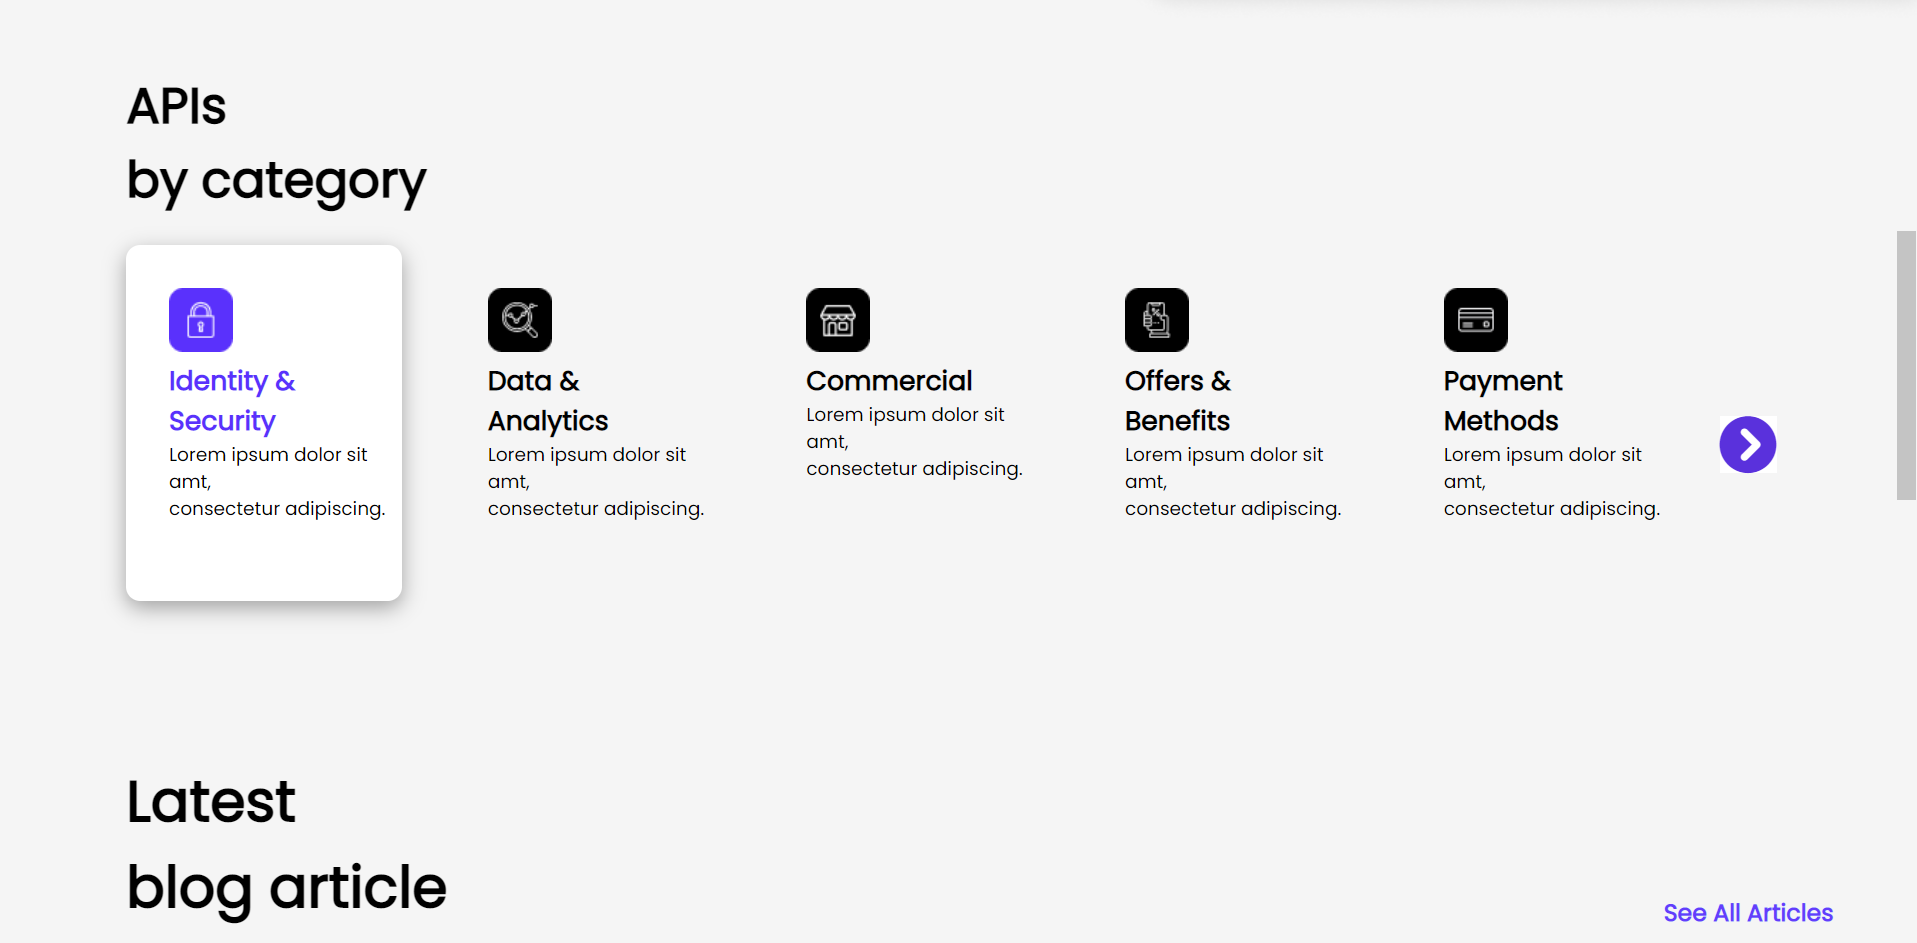 APIs
by category
Identity &
Security
Lorem ipsum dolor sit
amt,
consectetur adipiscing.
Data &
Analytics
Lorem ipsum dolor sit
amt,
consectetur adipiscing.
Commercial
Lorem ipsum dolor sit
amt,
consectetur adipiscing.
Offers &
Benefits
Lorem ipsum dolor sit
amt,
consectetur adipiscing.
Payment
Methods
Lorem ipsum dolor sit
amt,
consectetur adipiscing.
Latest
blog article
See All Articles